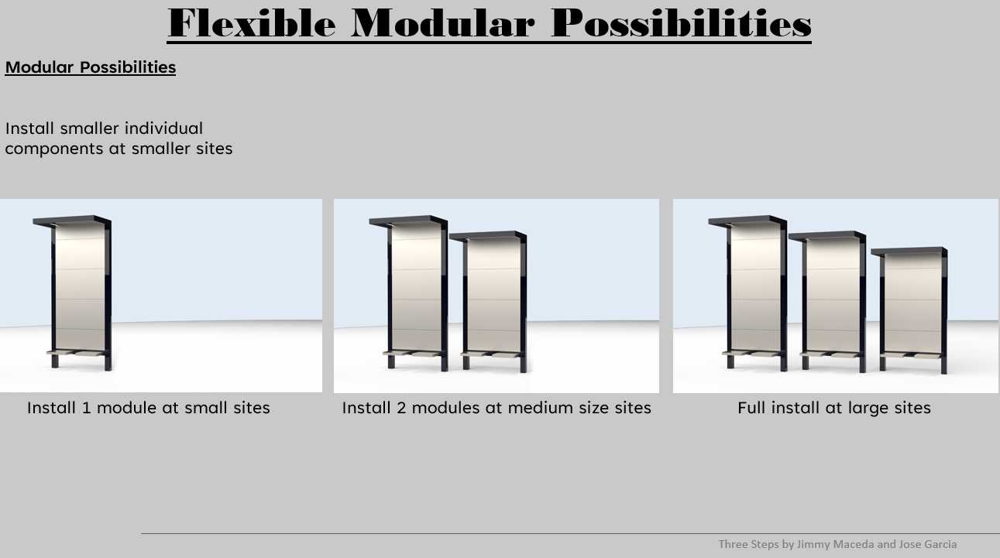 Flexible Modular Possibilities
Modular Possibilities
Install smaller individual
components at smaller sites
Install 1 module at small sites
Install 2 modules at medium size sites
Full install at large sites
Three Steps by Jimmy Maceda and Jose Garcia